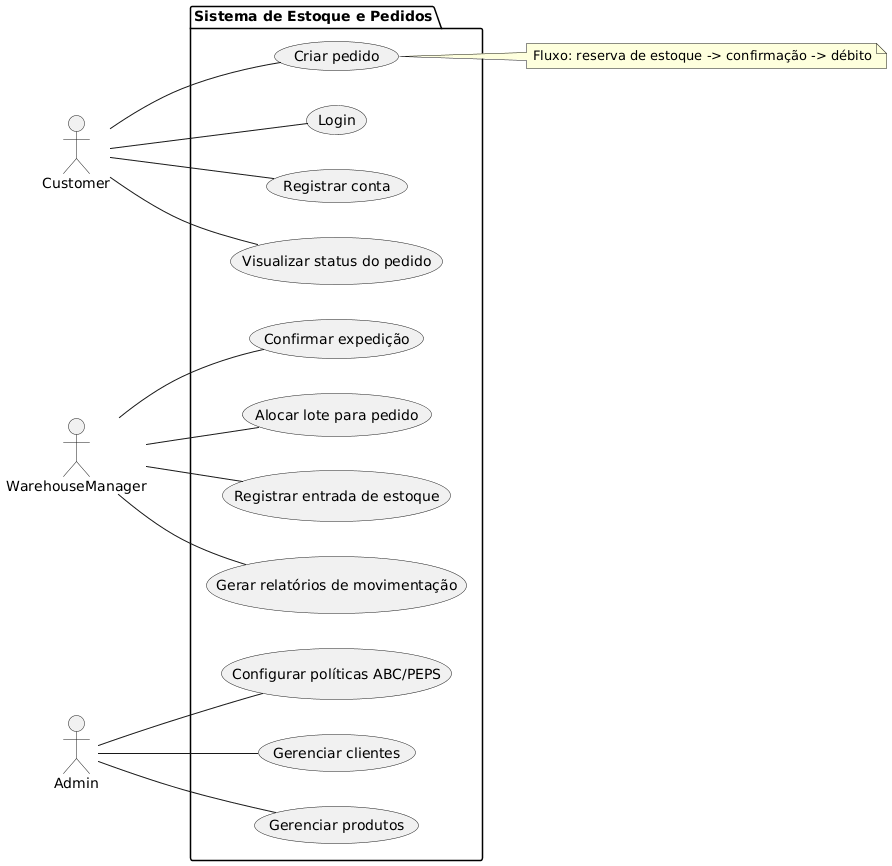 Sistema de Estoque e Pedidos
Criar pedido
Fluxo: reserva de estoque -> confirmação -> débito
Login
Customer
Registrar conta
Visualizar status do pedido
Confirmar expedição
Alocar lote para pedido
WarehouseManager
Registrar entrada de estoque
Gerar relatórios de movimentação
Configurar políticas ABC/PEPS
Gerenciar clientes
Admin
Gerenciar produtos